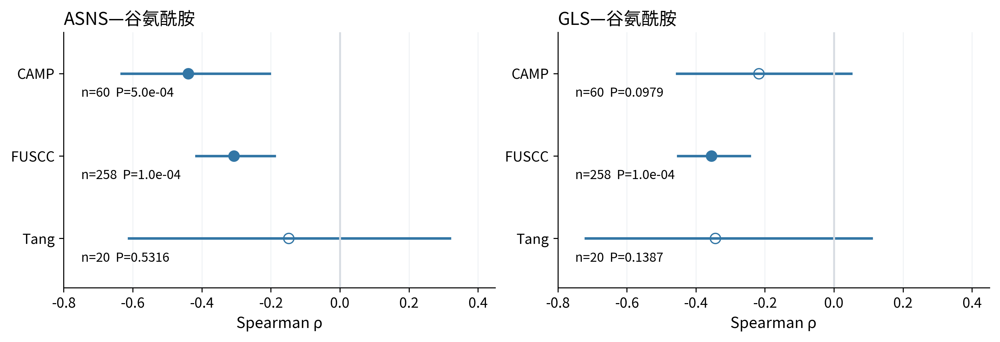 ASNS—谷氨酰胺
CAMP
n=60  P=5.0e-04
FUSCC
n=258  P=1.0e-04
Tang
n=20  P=0.5316
-0.8 -0.6 -0.4 -0.2 0.0 0.2 0.4
Spearman ρ
GLS—谷氨酰胺
CAMP
n=60  P=0.0979
FUSCC
n=258  P=1.0e-04
Tang
n=20  P=0.1387
-0.8 -0.6 -0.4 -0.2 0.0 0.2 0.4
Spearman ρ